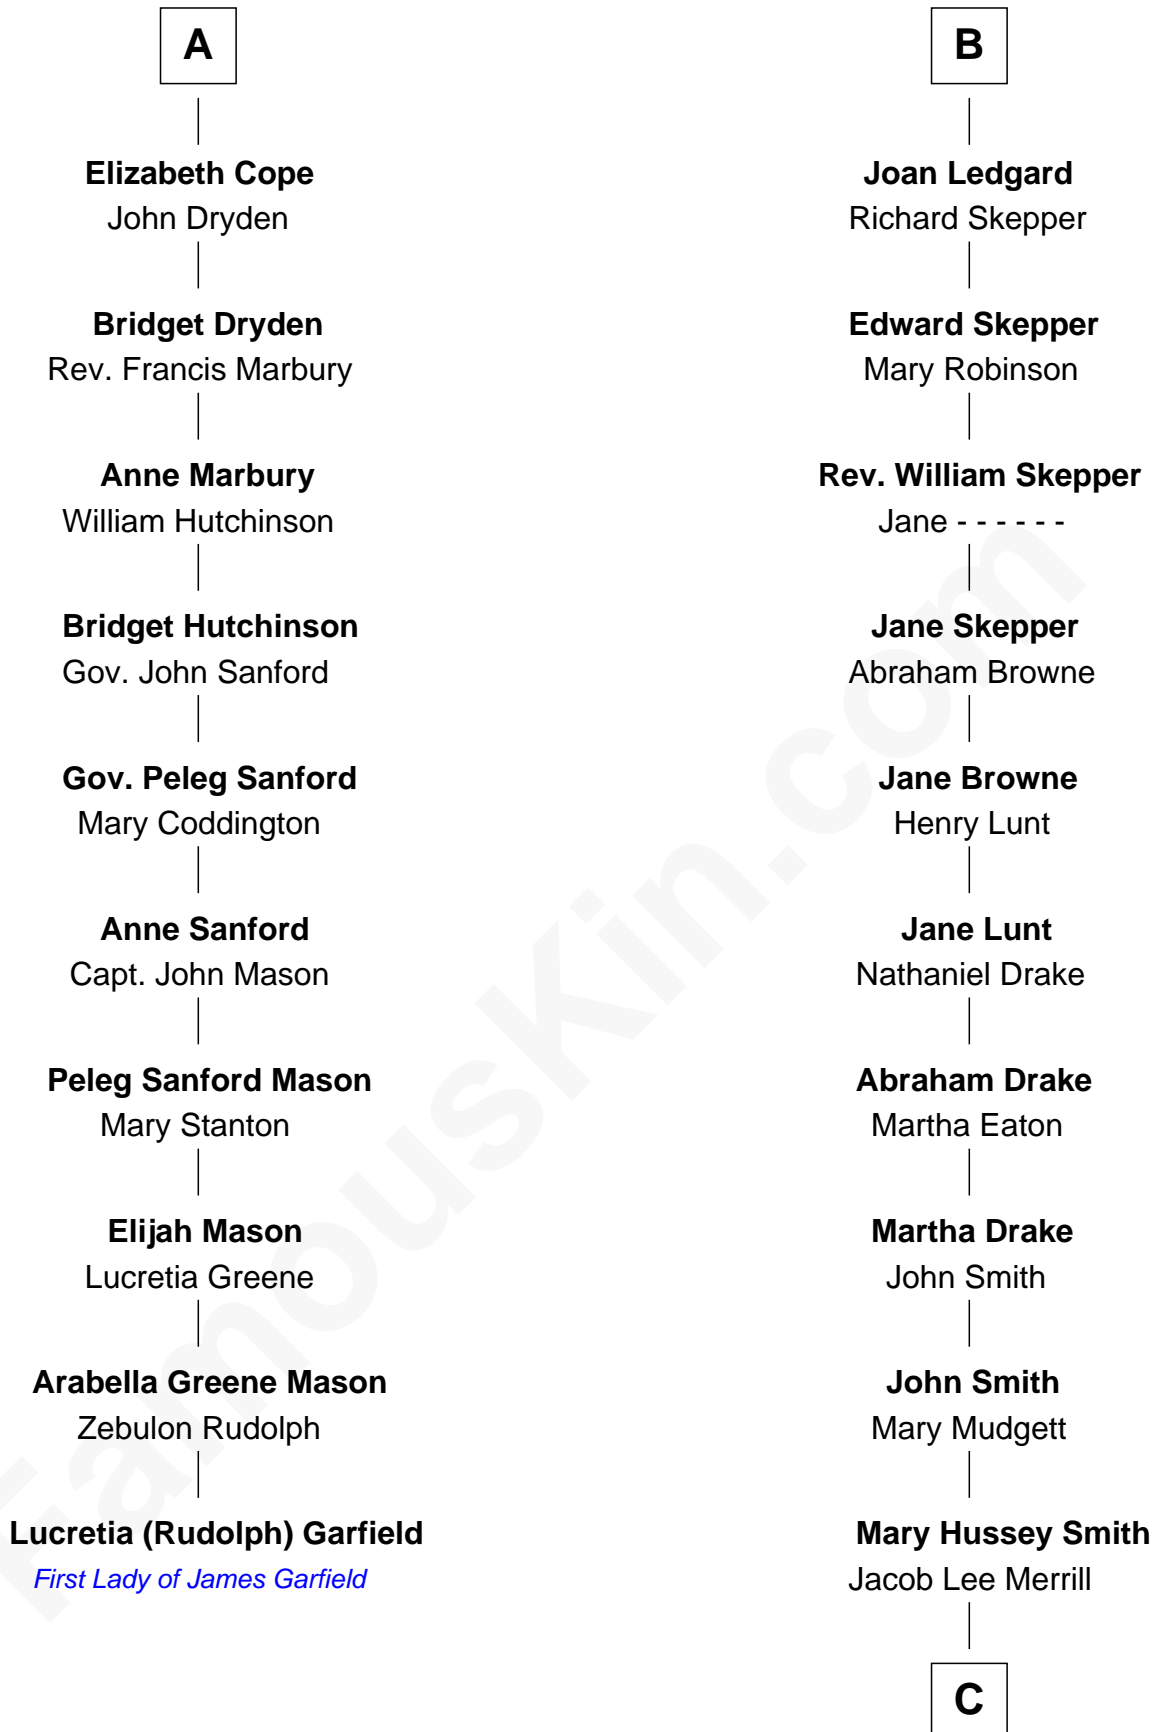 A
Elizabeth Cope
John Dryden
Bridget Dryden
Rev. Francis Marbury
Anne Marbury
William Hutchinson
Bridget Hutchinson
Gov. John Sanford
Gov. Peleg Sanford
Mary Coddington
Anne Sanford
Capt. John Mason
Peleg Sanford Mason
Mary Stanton
Elijah Mason
Lucretia Greene
Arabella Greene Mason
Zebulon Rudolph
Lucretia (Rudolph) Garfield
First Lady of James Garfield
B
Joan Ledgard
Richard Skepper
Edward Skepper
Mary Robinson
Rev. William Skepper
Jane - - - - - -
Jane Skepper
Abraham Browne
Jane Browne
Henry Lunt
Jane Lunt
Nathaniel Drake
Abraham Drake
Martha Eaton
Martha Drake
John Smith
John Smith
Mary Mudgett
Mary Hussey Smith
Jacob Lee Merrill
C
FamousKin.com